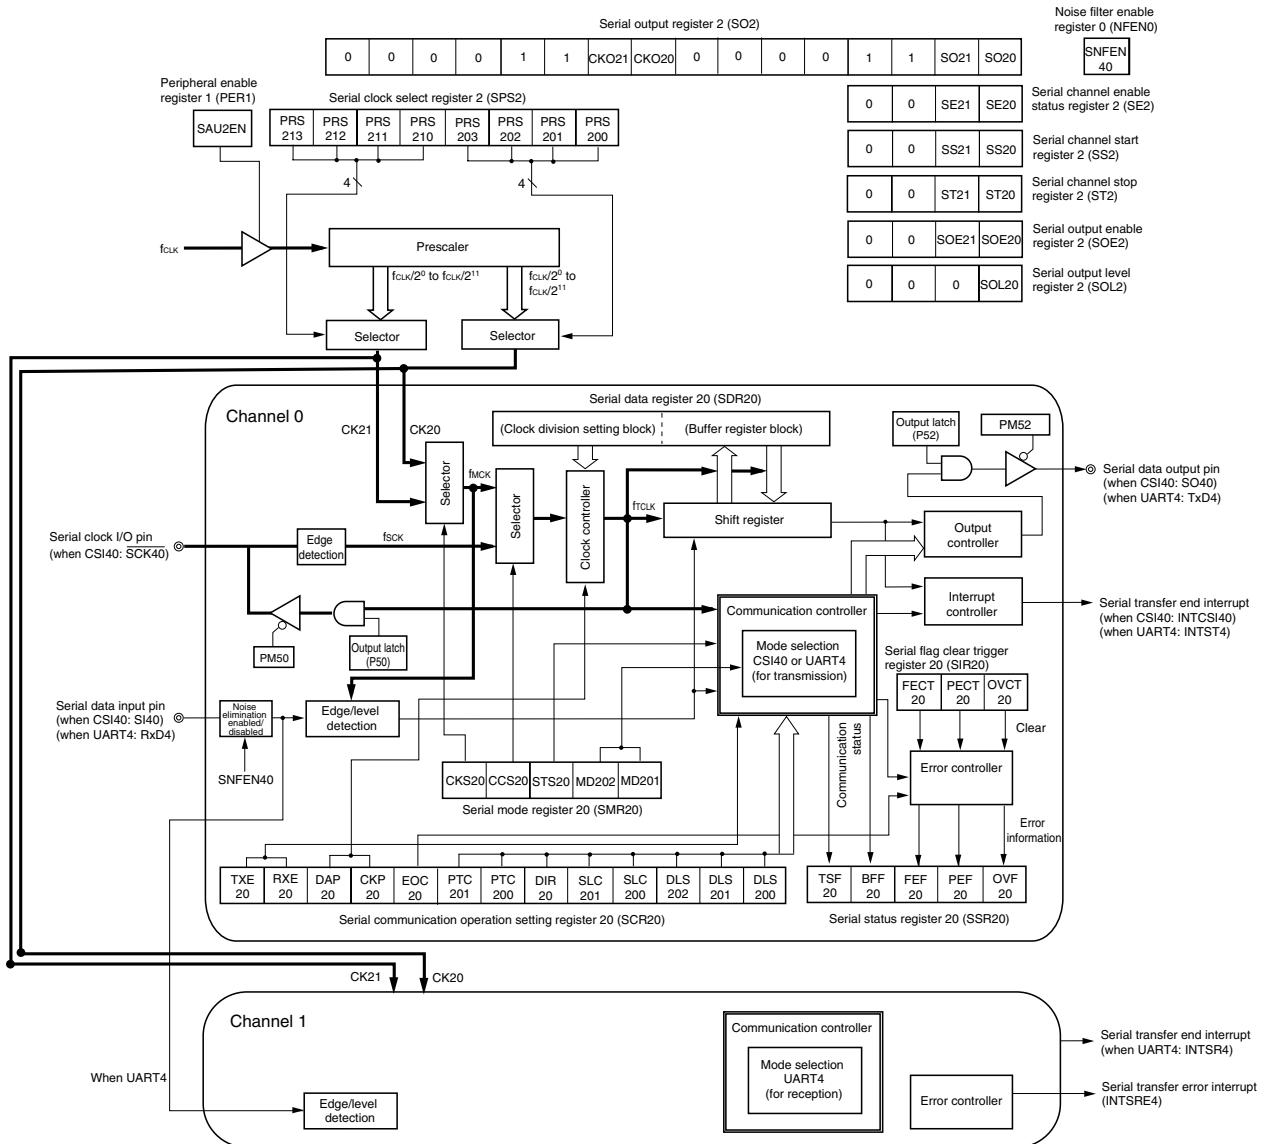 Serial output register 2 (SO2)
0 0 0 0 1 1 CKO21 CKO20 0 0 0 0 1 1 SO21 SO20
Noise filter enable
register 0 (NFEN0)
SNFEN
40
Peripheral enable
register 1 (PER1)
SAU2EN
Serial clock select register 2 (SPS2)
PRS PRS PRS PRS PRS PRS PRS PRS
213 212 211 210 203 202 201 200
4
4
0 0 SE21 SE20
Serial channel enable
status register 2 (SE2)
0 0 SS21 SS20
Serial channel start
register 2 (SS2)
0 0 ST21 ST20
Serial channel stop
register 2 (ST2)
0 0 SOE21 SOE20
Serial output enable
register 2 (SOE2)
0 0 0 SOL20
Serial output level
register 2 (SOL2)
fCLK
Prescaler
fCLK/2⁰ to fCLK/2¹¹
fCLK/2⁰ to
fCLK/2¹¹
Selector
Selector
Channel 0
CK21
CK20
Serial data register 20 (SDR20)
(Clock division setting block)
(Buffer register block)
Selector
fMCK
Selector
Clock controller
fTCLK
Shift register
Output latch
(P52)
PM52
Serial data output pin
(when CSI40: SO40)
(when UART4: TxD4)
Output
controller
Serial clock I/O pin
(when CSI40: SCK40)
Edge
detection
fSCK
PM50
Output latch
(P50)
Communication controller
Mode selection
CSI40 or UART4
(for transmission)
Interrupt
controller
Serial transfer end interrupt
(when CSI40: INTCSI40)
(when UART4: INTST4)
Serial flag clear trigger
register 20 (SIR20)
FECT PECT OVCT
20 20 20
Clear
Serial data input pin
(when CSI40: SI40)
(when UART4: RxD4)
Noise
elimination
enabled/
disabled
SNFEN40
Edge/level
detection
Communication
status
Error controller
Error
information
CKS20 CCS20 STS20 MD202 MD201
Serial mode register 20 (SMR20)
TXE RXE DAP CKP EOC PTC PTC DIR SLC SLC DLS DLS DLS
20 20 20 20 20 201 200 20 201 200 202 201 200
Serial communication operation setting register 20 (SCR20)
TSF BFF FEF PEF OVF
20 20 20 20 20
Serial status register 20 (SSR20)
CK21
CK20
Channel 1
Communication controller
Mode selection
UART4
(for reception)
Serial transfer end interrupt
(when UART4: INTSR4)
When UART4
Edge/level
detection
Error controller
Serial transfer error interrupt
(INTSRE4)